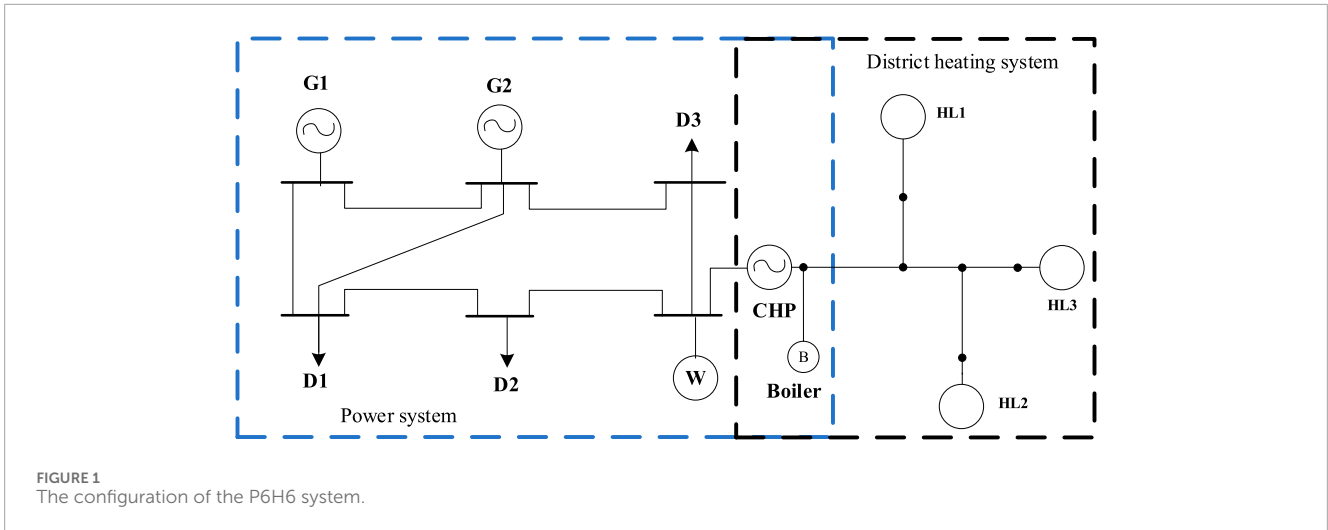 District heating system
G1
G2
HL1
D3
CHP
HL3
B
D1
D2
W
Boiler
HL2
Power system
FIGURE 1
The configuration of the P6H6 system.